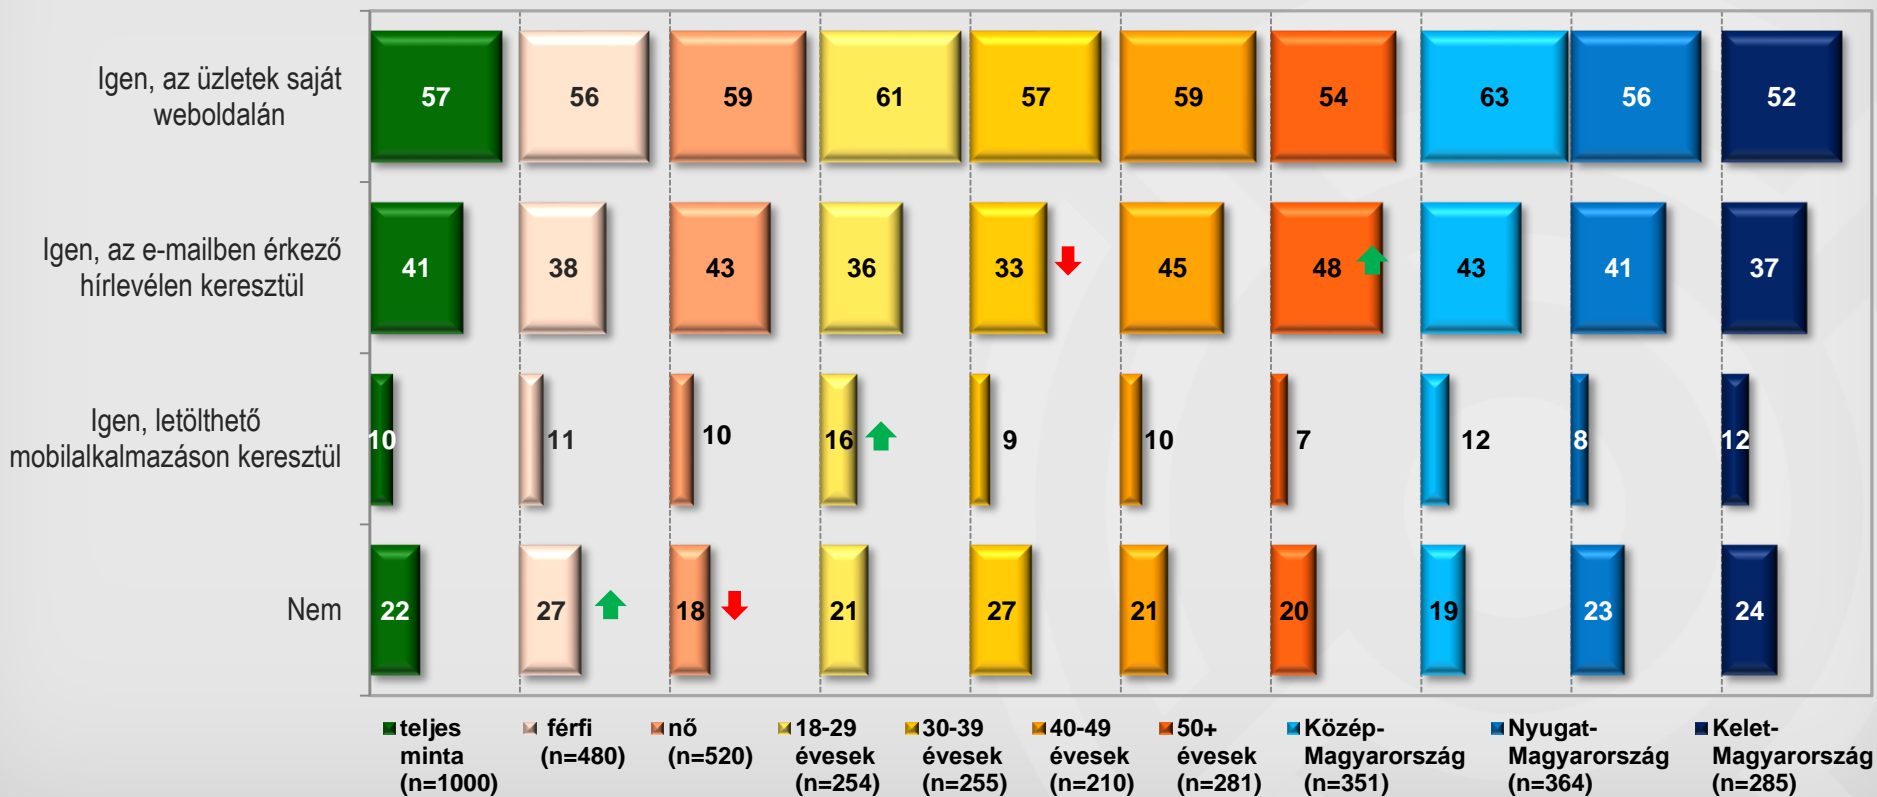 Igen, az üzletek saját
weboldalán
57 56 59 61 57 59 54 63 56 52
Igen, az e-mailben érkező
hírlevélen keresztül
41 38 43 36 33 45 48 43 41 37
Igen, letölthető
mobilalkalmazáson keresztül
10 11 10 16 9 10 7 12 8 12
Nem
22 27 18 21 27 21 20 19 23 24
teljes
minta
(n=1000)
férfi
(n=480)
nő
(n=520)
18-29
évesek
(n=254)
30-39
évesek
(n=255)
40-49
évesek
(n=210)
50+
évesek
(n=281)
Közép-
Magyarország
(n=351)
Nyugat-
Magyarország
(n=364)
Kelet-
Magyarország
(n=285)